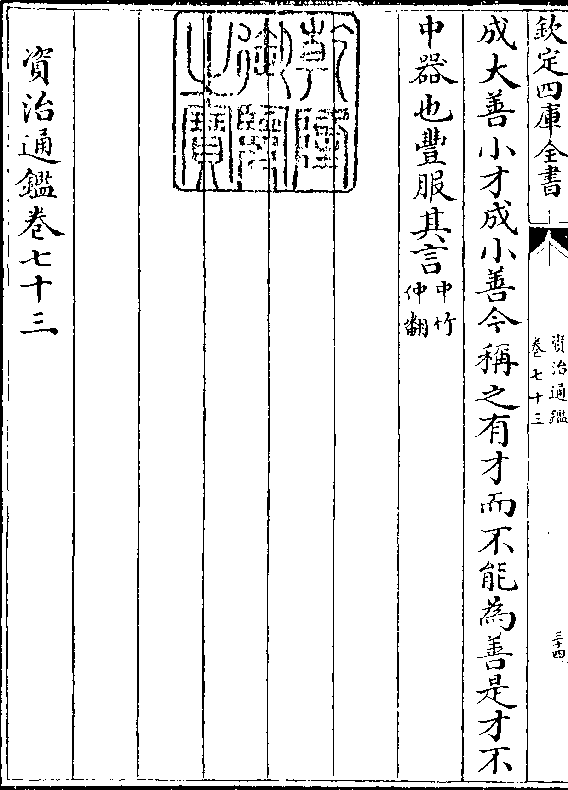 欽定四庫全書
資治通鑑
卷七十三
三十四
成大善小才成小善今稱之有才而不能為善是才不
中器也豐服其言中竹仲翻
乾隆御覽之寶
資治通鑑卷七十三